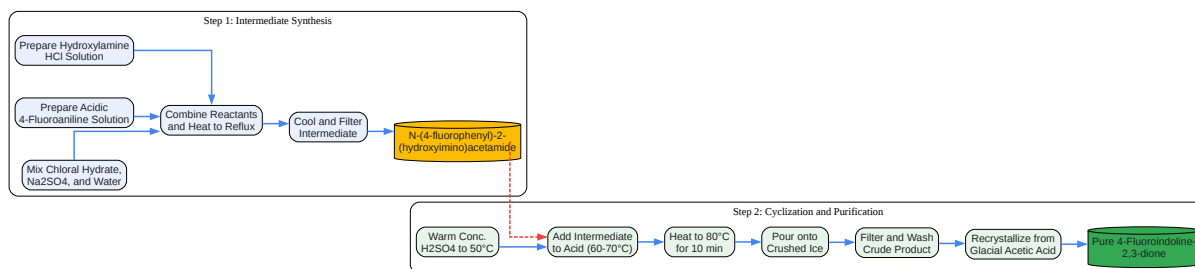 Step 1: Intermediate Synthesis
Prepare Hydroxylamine
HCl Solution
Prepare Acidic
4-Fluoroaniline Solution
Mix Chloral Hydrate,
Na2SO4, and Water
Combine Reactants
and Heat to Reflux
Cool and Filter
Intermediate
N-(4-fluorophenyl)-2-
(hydroxyimino)acetamide
Step 2: Cyclization and Purification
Warm Conc.
H2SO4 to 50°C
Add Intermediate
to Acid (60-70°C)
Heat to 80°C
for 10 min
Pour onto
Crushed Ice
Filter and Wash
Crude Product
Recrystallize from
Glacial Acetic Acid
Pure 4-Fluoroindoline-
2,3-dione